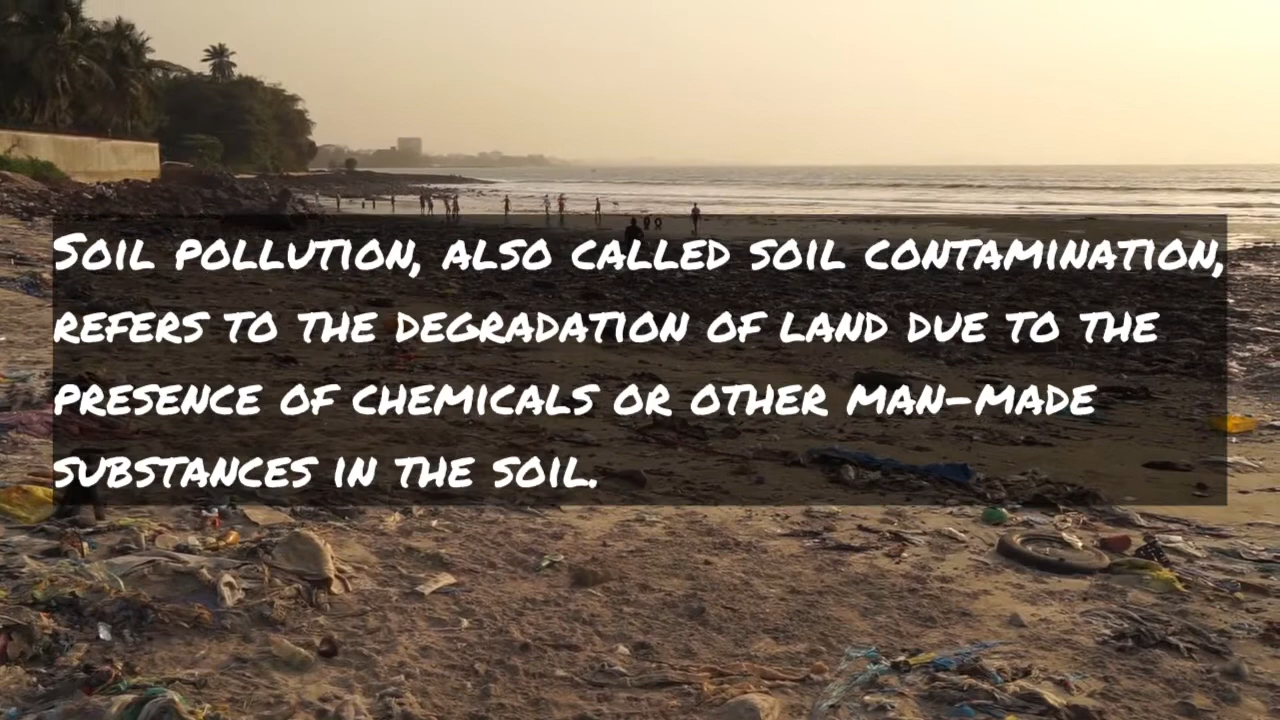 Soil pollution, also called soil contamination,
refers to the degradation of land due to the
presence of chemicals or other man-made
substances in the soil.